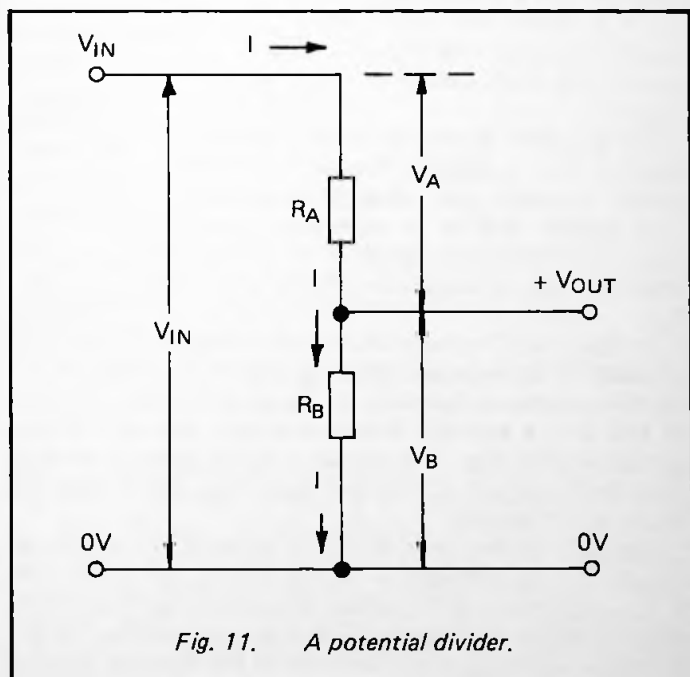 VIN
I
RA
VA
I
+ VOUT
VIN
RB
VB
I
0V
0V
Fig. 11. A potential divider.